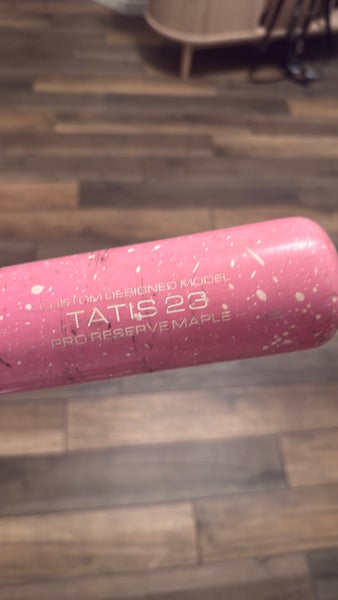 CUSTOM DESIGNED MODEL
TATIS 23
PRO RESERVE MAPLE